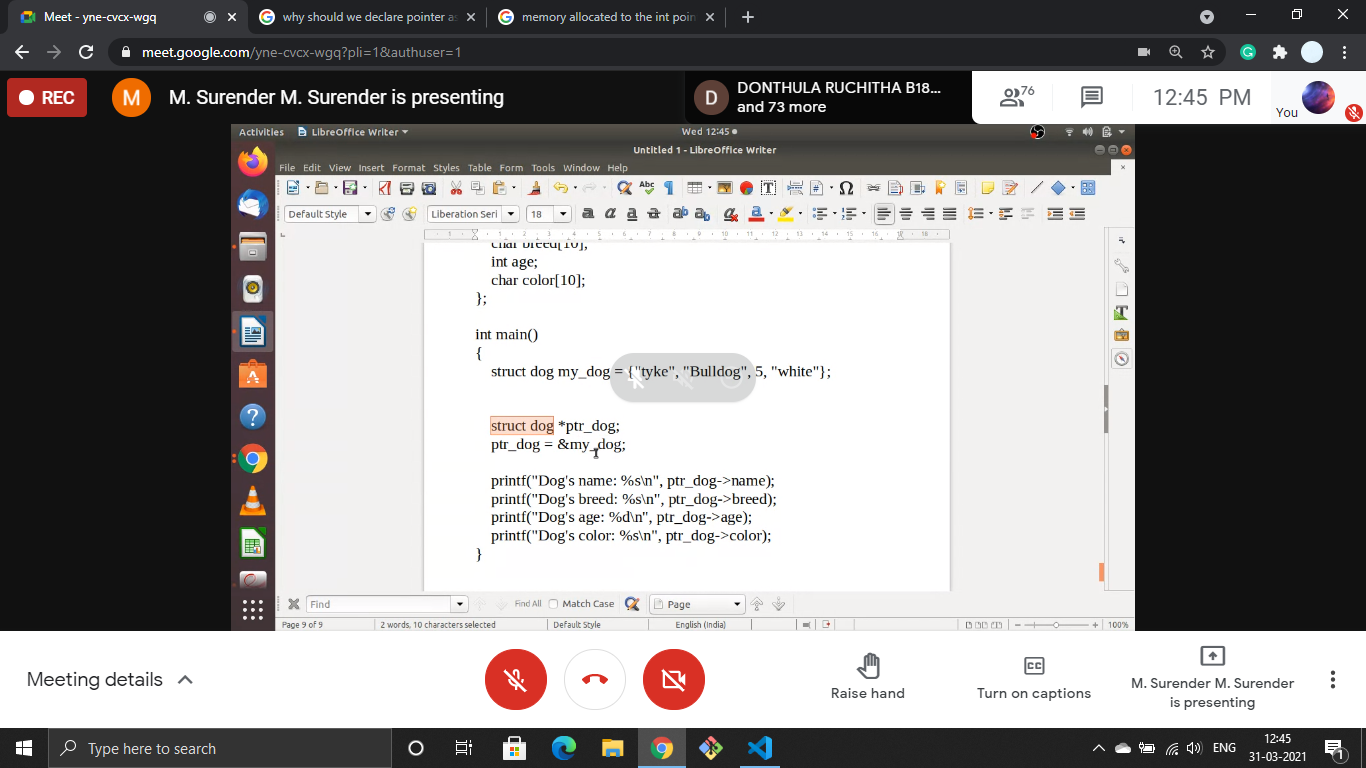 Meet - yne-cvcx-wgq
why should we declare pointer as
memory allocated to the int poin
meet.google.com/yne-cvcx-wgq?pli=1&authuser=1
REC
M
M. Surender M. Surender is presenting
D
DONTHULA RUCHITHA B18...
and 73 more
76
12:45 PM
You
Activities
LibreOffice Writer
Wed 12:45
Untitled 1 - LibreOffice Writer
File Edit View Insert Format Styles Table Form Tools Window Help
Default Style
Liberation Seri
18
char breed[10];
int age;
char color[10];
};
int main()
{
struct dog my_dog = {"tyke", "Bulldog", 5, "white"};
struct dog *ptr_dog;
ptr_dog = &my_dog;
printf("Dog's name: %s\n", ptr_dog->name);
printf("Dog's breed: %s\n", ptr_dog->breed);
printf("Dog's age: %d\n", ptr_dog->age);
printf("Dog's color: %s\n", ptr_dog->color);
}
Find
Find All
Match Case
Page
Page 9 of 9
2 words, 10 characters selected
Default Style
English (India)
100%
Meeting details
Raise hand
Turn on captions
M. Surender M. Surender
is presenting
Type here to search
ENG
12:45
31-03-2021
1